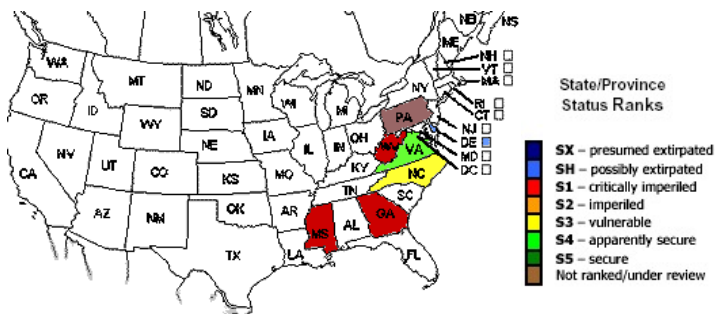 NB
NS
ME
WA
NH
VT
MT
ND
MN
MA
OR
ID
SD
WI
MI
NY
WY
RI
CT
IA
PA
NJ
NE
OH
DE
NV
UT
IL
IN
WV
VA
MD
CO
KY
DC
CA
KS
MO
NC
TN
OK
AR
SC
AZ
NM
MS
AL
GA
TX
LA
FL
State/Province
Status Ranks
SX – presumed extirpated
SH – possibly extirpated
S1 – critically imperiled
S2 – imperiled
S3 – vulnerable
S4 – apparently secure
S5 – secure
Not ranked/under review